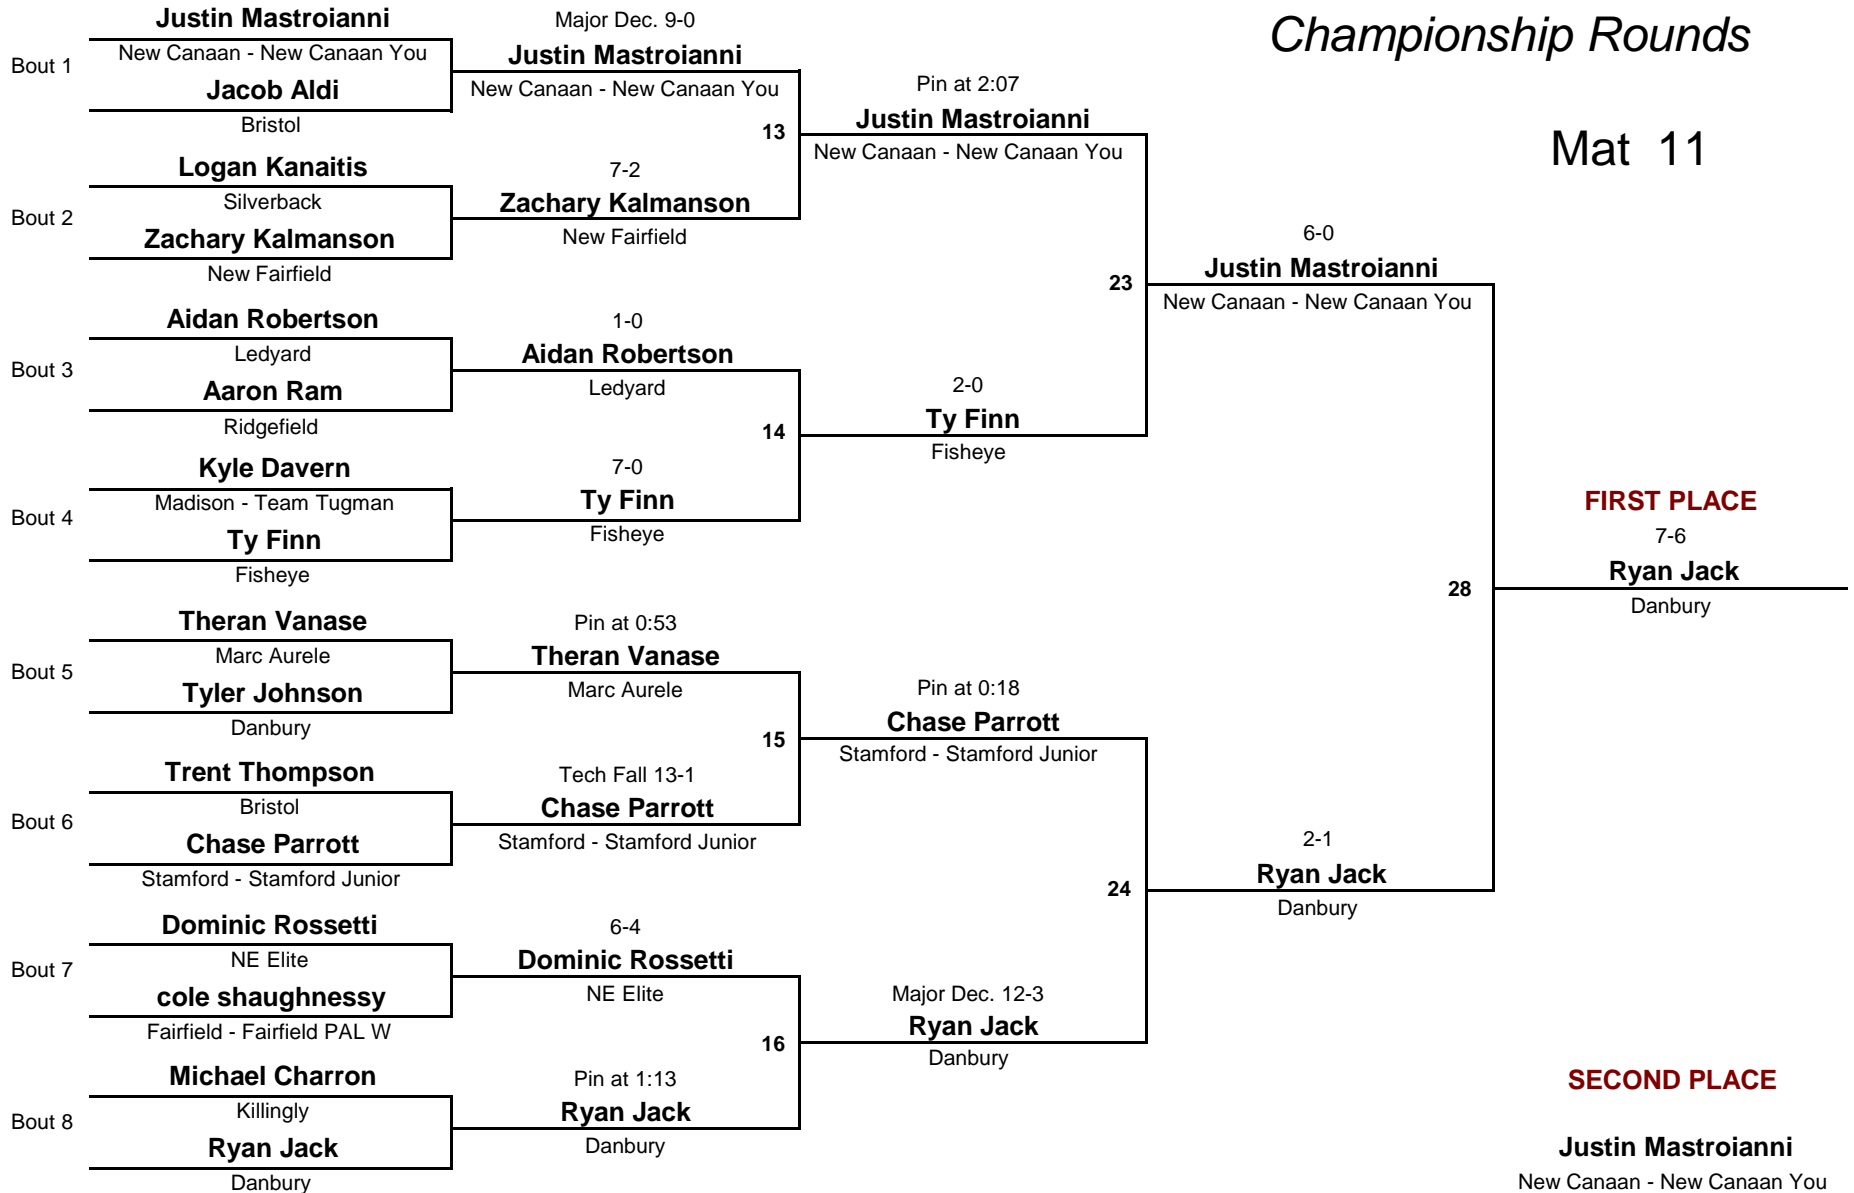 Championship Rounds
Mat 11
Bout 1
Justin Mastroianni
New Canaan - New Canaan You
Jacob Aldi
Bristol
Bout 2
Logan Kanaitis
Silverback
Zachary Kalmanson
New Fairfield
Bout 3
Aidan Robertson
Ledyard
Aaron Ram
Ridgefield
Bout 4
Kyle Davern
Madison - Team Tugman
Ty Finn
Fisheye
Bout 5
Theran Vanase
Marc Aurele
Tyler Johnson
Danbury
Bout 6
Trent Thompson
Bristol
Chase Parrott
Stamford - Stamford Junior
Bout 7
Dominic Rossetti
NE Elite
cole shaughnessy
Fairfield - Fairfield PAL W
Bout 8
Michael Charron
Killingly
Ryan Jack
Danbury
Major Dec. 9-0
Justin Mastroianni
New Canaan - New Canaan You
13
7-2
Zachary Kalmanson
New Fairfield
1-0
Aidan Robertson
Ledyard
14
7-0
Ty Finn
Fisheye
Pin at 0:53
Theran Vanase
Marc Aurele
15
Tech Fall 13-1
Chase Parrott
Stamford - Stamford Junior
6-4
Dominic Rossetti
NE Elite
16
Pin at 1:13
Ryan Jack
Danbury
Pin at 2:07
Justin Mastroianni
New Canaan - New Canaan You
23
2-0
Ty Finn
Fisheye
Pin at 0:18
Chase Parrott
Stamford - Stamford Junior
24
Major Dec. 12-3
Ryan Jack
Danbury
6-0
Justin Mastroianni
New Canaan - New Canaan You
28
2-1
Ryan Jack
Danbury
FIRST PLACE
7-6
Ryan Jack
Danbury
SECOND PLACE
Justin Mastroianni
New Canaan - New Canaan You